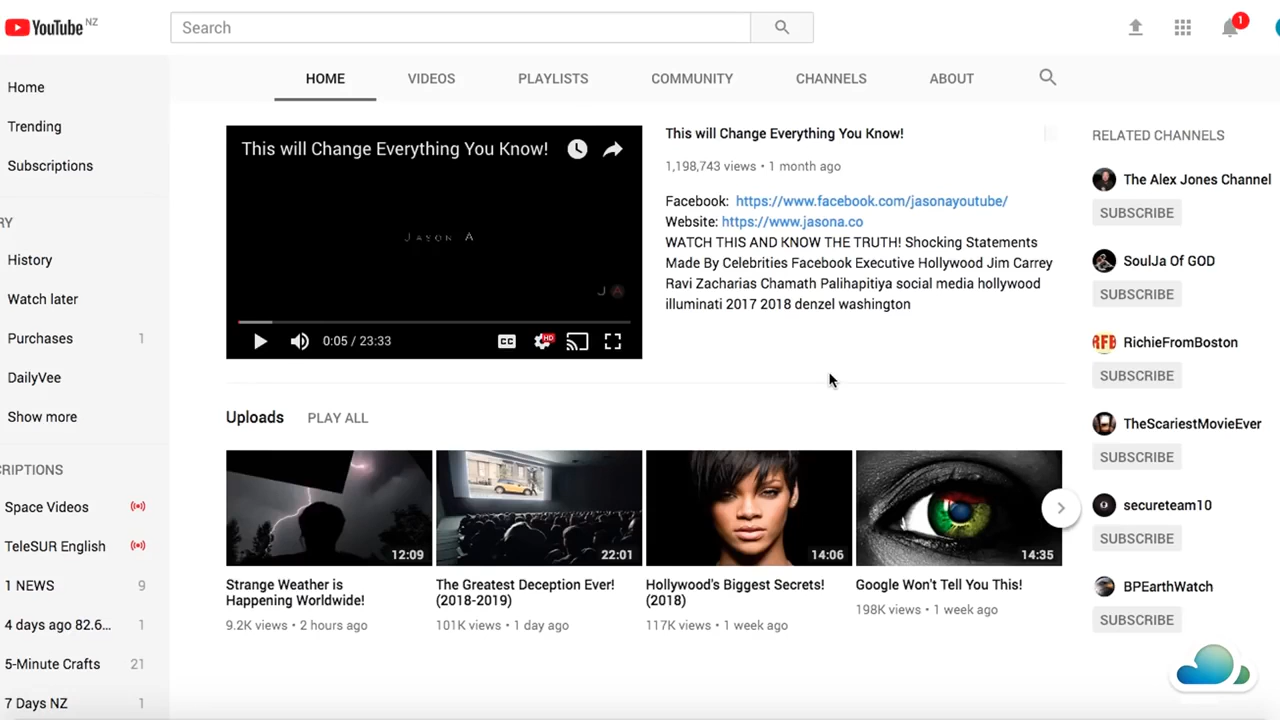 YouTube NZ
Search
1
Home
Trending
Subscriptions
RY
History
Watch later
Purchases 1
DailyVee
Show more
CRIPTIONS
Space Videos
TeleSUR English
1 NEWS 9
4 days ago 82.6... 1
5-Minute Crafts 21
7 Days NZ 1
HOME VIDEOS PLAYLISTS COMMUNITY CHANNELS ABOUT
This will Change Everything You Know!
JASON A
J A
0:05 / 23:33
CC
HD
This will Change Everything You Know!
1,198,743 views • 1 month ago
Facebook: https://www.facebook.com/jasonayoutube/
Website: https://www.jasona.co
WATCH THIS AND KNOW THE TRUTH! Shocking Statements
Made By Celebrities Facebook Executive Hollywood Jim Carrey
Ravi Zacharias Chamath Palihapitiya social media hollywood
illuminati 2017 2018 denzel washington
Uploads PLAY ALL
12:09
Strange Weather is
Happening Worldwide!
9.2K views • 2 hours ago
22:01
The Greatest Deception Ever!
(2018-2019)
101K views • 1 day ago
14:06
Hollywood's Biggest Secrets!
(2018)
117K views • 1 week ago
14:35
Google Won't Tell You This!
198K views • 1 week ago
RELATED CHANNELS
The Alex Jones Channel
SUBSCRIBE
SoulJa Of GOD
SUBSCRIBE
RFB
RichieFromBoston
SUBSCRIBE
TheScariestMovieEver
SUBSCRIBE
secureteam10
SUBSCRIBE
BPEarthWatch
SUBSCRIBE